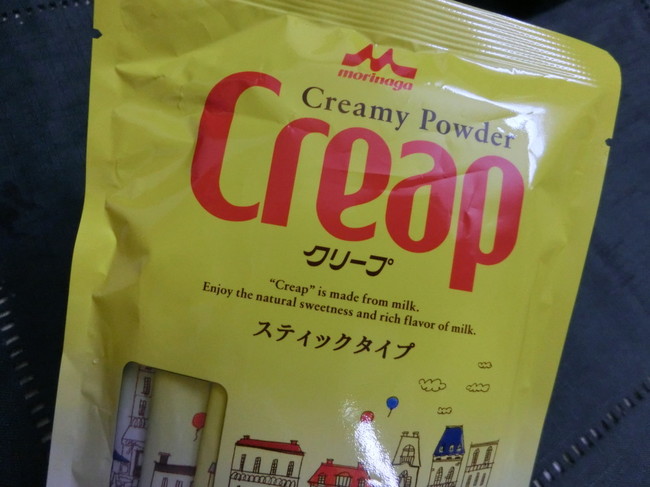 morinaga
Creamy Powder
Creap
クリープ
“Creap” is made from milk.
Enjoy the natural sweetness and rich flavor of milk.
スティックタイプ